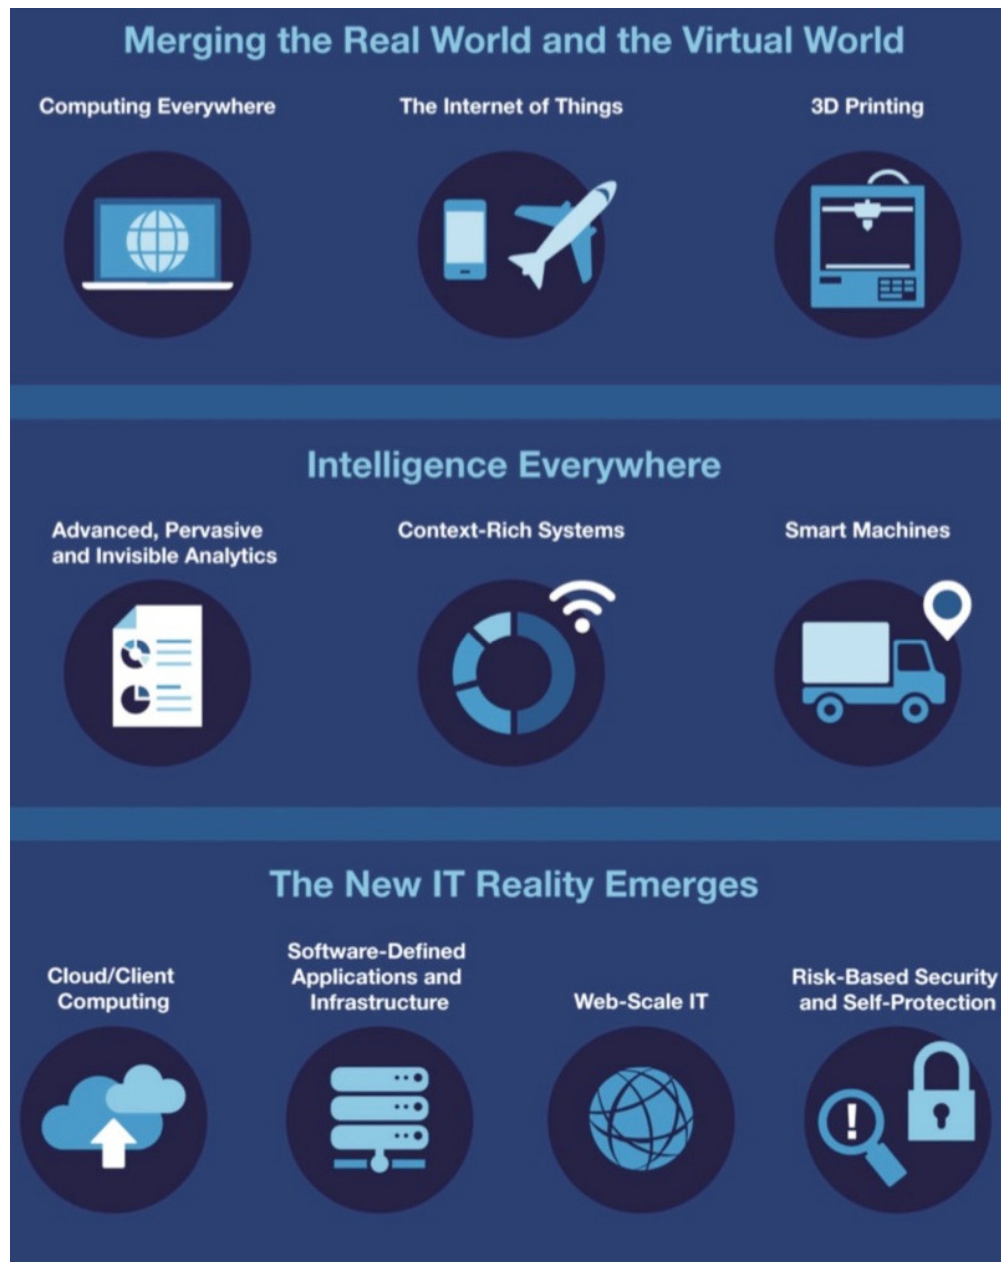 Merging the Real World and the Virtual World
Computing Everywhere
The Internet of Things
3D Printing
Intelligence Everywhere
Advanced, Pervasive
and Invisible Analytics
Context-Rich Systems
Smart Machines
The New IT Reality Emerges
Cloud/Client
Computing
Software-Defined
Applications and
Infrastructure
Web-Scale IT
Risk-Based Security
and Self-Protection
!